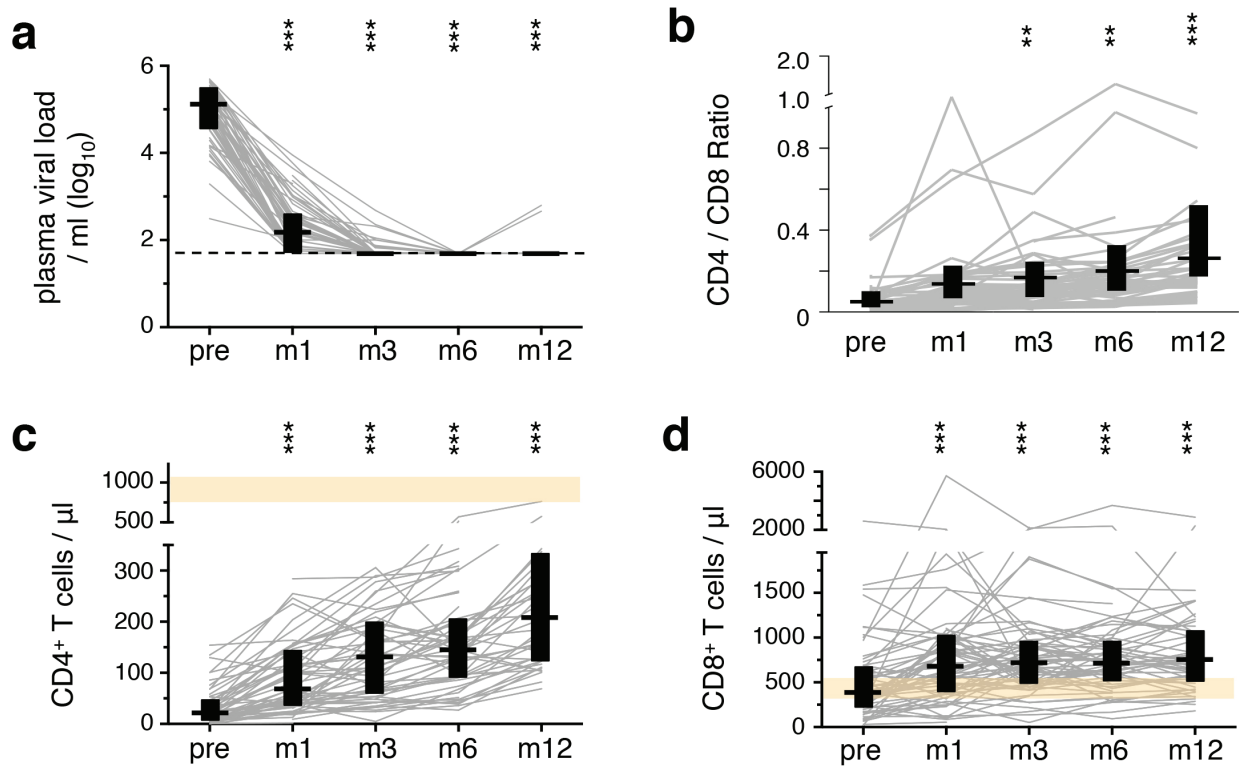 a
***
***
***
***
plasma viral load
/ ml (log10)
6
4
2
0
pre m1 m3 m6 m12
b
**
**
***
CD4 / CD8 Ratio
2.0
1.0
0.8
0.4
0
pre m1 m3 m6 m12
c
***
***
***
***
CD4+ T cells / µl
1000
500
300
200
100
0
pre m1 m3 m6 m12
d
***
***
***
***
CD8+ T cells / µl
6000
2000
1500
1000
500
0
pre m1 m3 m6 m12